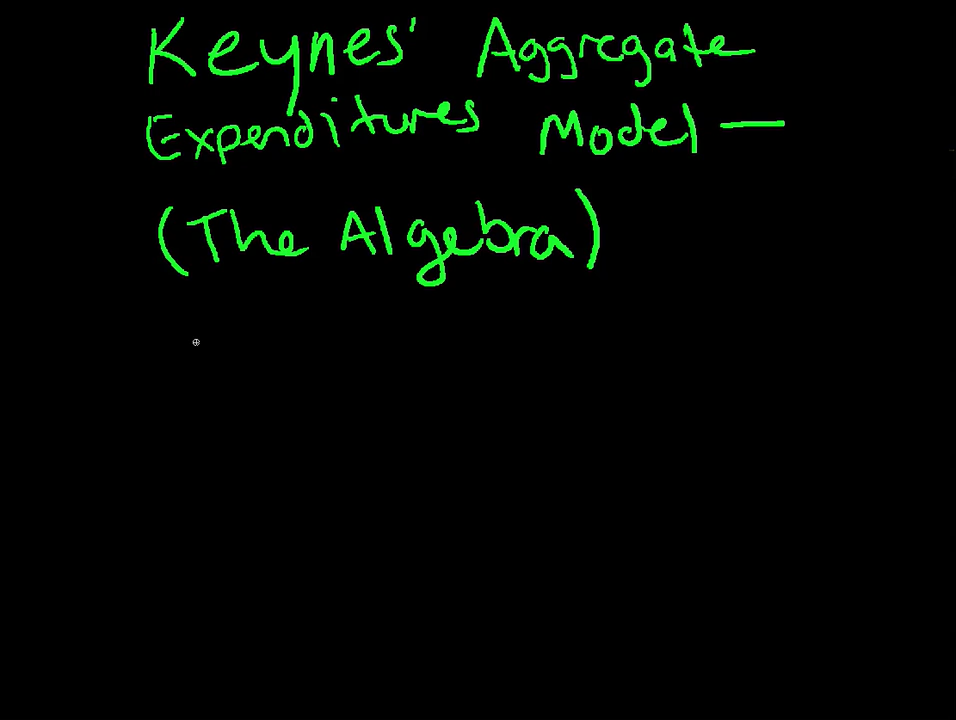 Keynes' Aggregate
Expenditures Model —
(The Algebra)